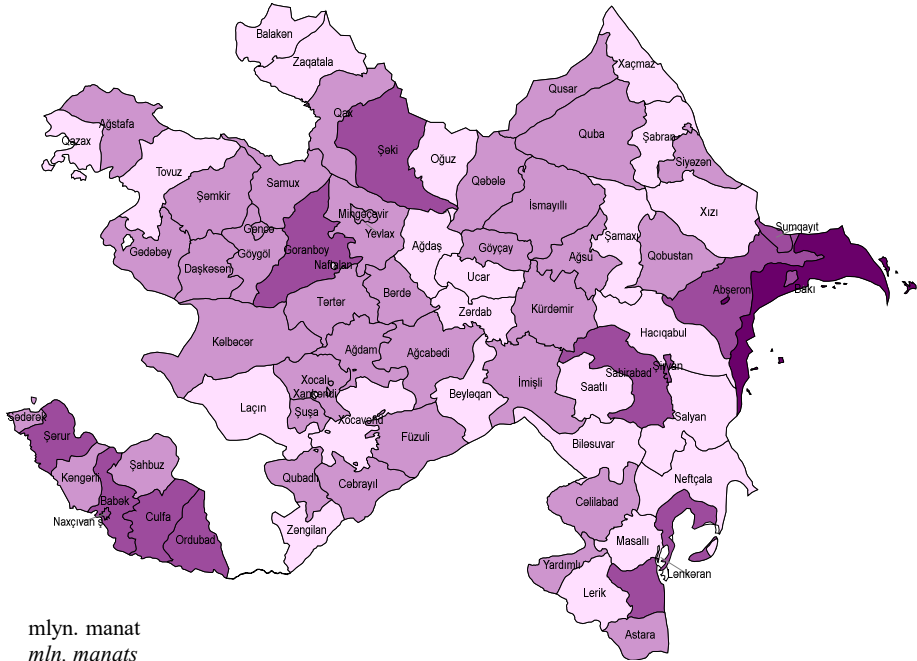 Balakən
Zaqatala
Xaçmaz
Qusar
Qax
Ağstafa
Quba
Şabran
Qazax
Şəki
Oğuz
Siyəzən
Tovuz
Qəbələ
Samux
Şəmkir
İsmayıllı
Xızı
Mingəçevir
Gəncə
Yevlax
Şamaxı
Sumqayıt
Gədəbəy
Goranboy
Ağdaş
Göyçay
Göygöl
Ağsu
Qobustan
Daşkəsən
Naftalan
Ucar
Abşeron
Bakı
Bərdə
Tərtər
Zərdab
Kürdəmir
Hacıqabul
Kəlbəcər
Ağdam
Ağcabədi
Şirvan
Sabirabad
Xocalı
İmişli
Saatlı
Xankəndi
Beyləqan
Laçın
Şuşa
Xocavənd
Salyan
Sədərək
Şərur
Füzuli
Biləsuvar
Şahbuz
Kəngərli
Qubadlı
Cəbrayıl
Neftçala
Babək
Cəlilabad
Culfa
Naxçıvan ş.
Zəngilan
Ordubad
Masallı
Yardımlı
Lənkəran
Lerik
mlyn. manat
Astara
mln. manats